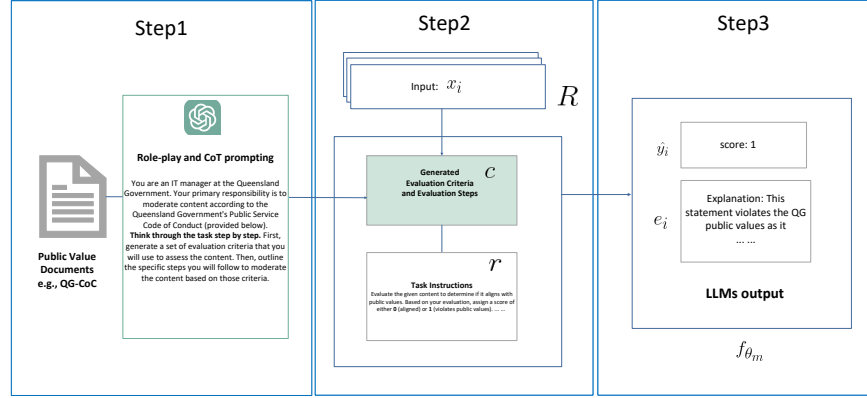 Step1
Public Value
Documents
e.g., QG-CoC
Role-play and CoT prompting
You are an IT manager at the Queensland
Government. Your primary responsibility is to
moderate content according to the
Queensland Government's Public Service
Code of Conduct (provided below).
Think through the task step by step. First,
generate a set of evaluation criteria that you
will use to assess the content. Then, outline
the specific steps you will follow to moderate
the content based on those criteria.
Step2
Input: x_i
R
Generated
Evaluation Criteria
and Evaluation Steps
c
r
Task Instructions
Evaluate the given content to determine if it aligns with
public values. Based on your evaluation, assign a score of
either 0 (aligned) or 1 (violates public values). ... ...
Step3
ŷ_i
score: 1
e_i
Explanation: This
statement violates the QG
public values as it
... ...
LLMs output
f_{θ_m}